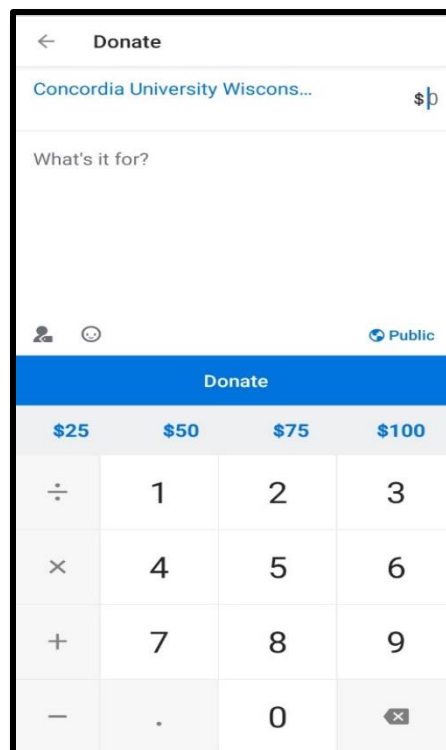 ← Donate
Concordia University Wiscons... $0
What's it for?
Public
Donate
$25 $50 $75 $100
÷ 1 2 3
× 4 5 6
+ 7 8 9
− . 0